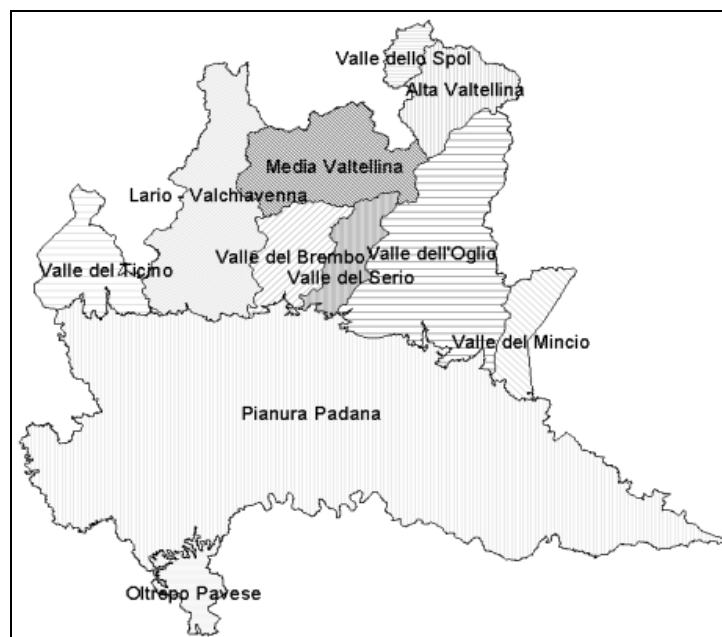 Valle dello Spol
Alta Valtellina
Media Valtellina
Lario - Valchiavenna
Valle del Brembo
Valle dell'Oglio
Valle del Ticino
Valle del Serio
Valle del Mincio
Pianura Padana
Oltrepo Pavese